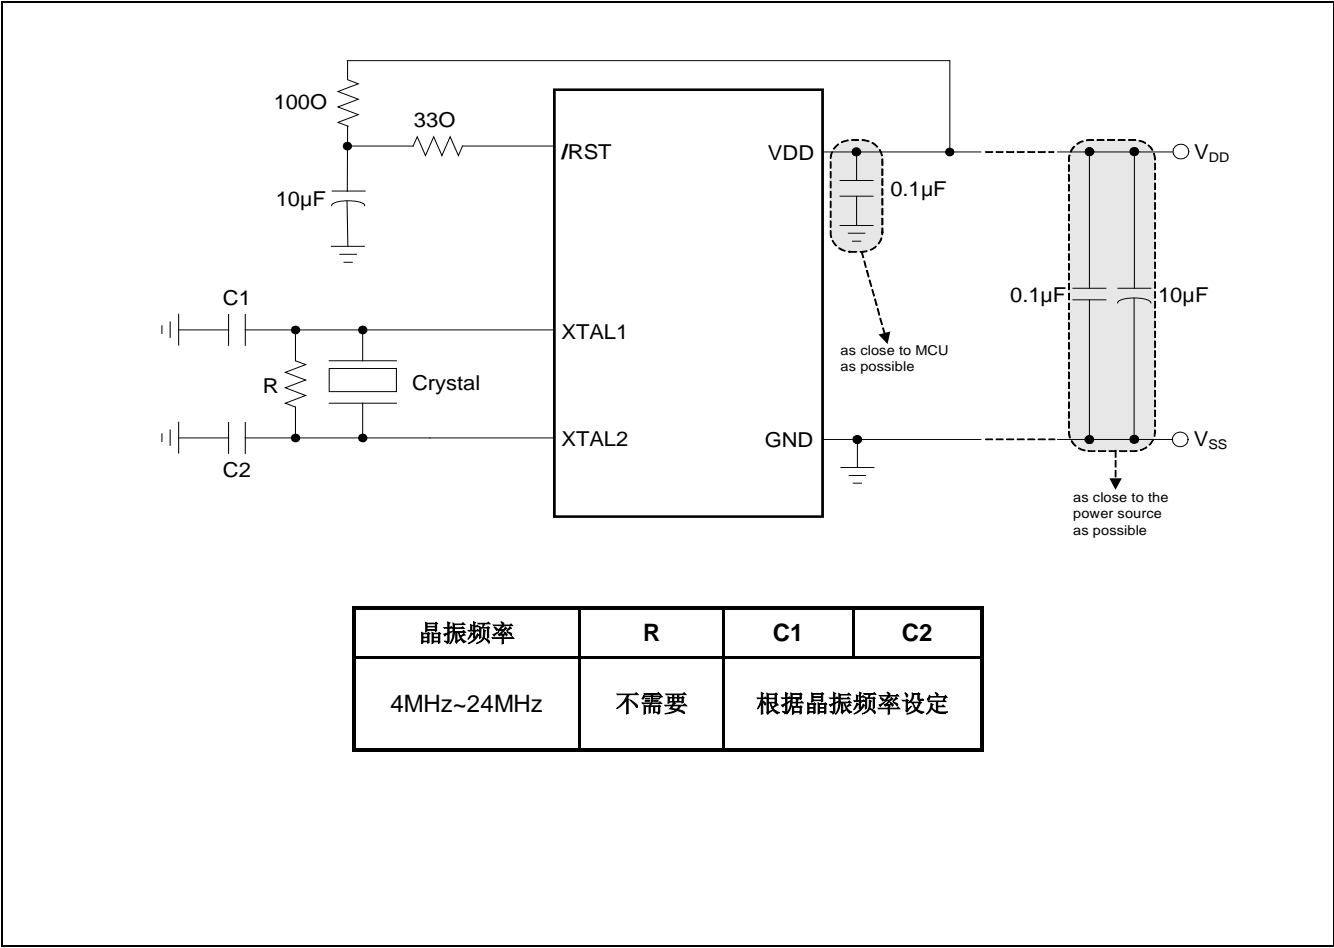 100O
33O
/RST
VDD
V_DD
10µF
0.1µF
C1
XTAL1
0.1µF
10µF
as close to MCU
as possible
R
Crystal
XTAL2
GND
V_SS
C2
as close to the
power source
as possible
晶振频率 R C1 C2
4MHz~24MHz 不需要 根据晶振频率设定